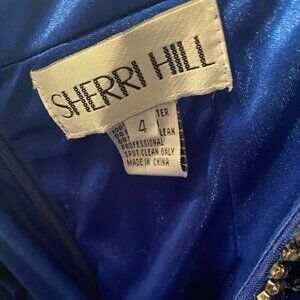 SHERRI HILL
4
PROFESSIONAL
SPOT CLEAN ONLY
MADE IN CHINA